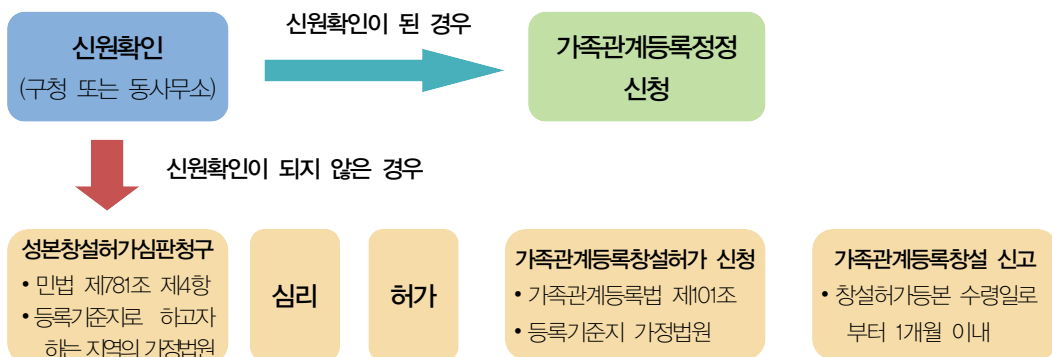 신원확인
(구청 또는 동사무소)
신원확인이 된 경우
가족관계등록정정
신청
신원확인이 되지 않은 경우
성본창설허가심판청구
• 민법 제781조 제4항
• 등록기준지로 하고자
하는 지역의 가정법원
심리
허가
가족관계등록창설허가 신청
• 가족관계등록법 제101조
• 등록기준지 가정법원
가족관계등록창설 신고
• 창설허가등본 수령일로
부터 1개월 이내